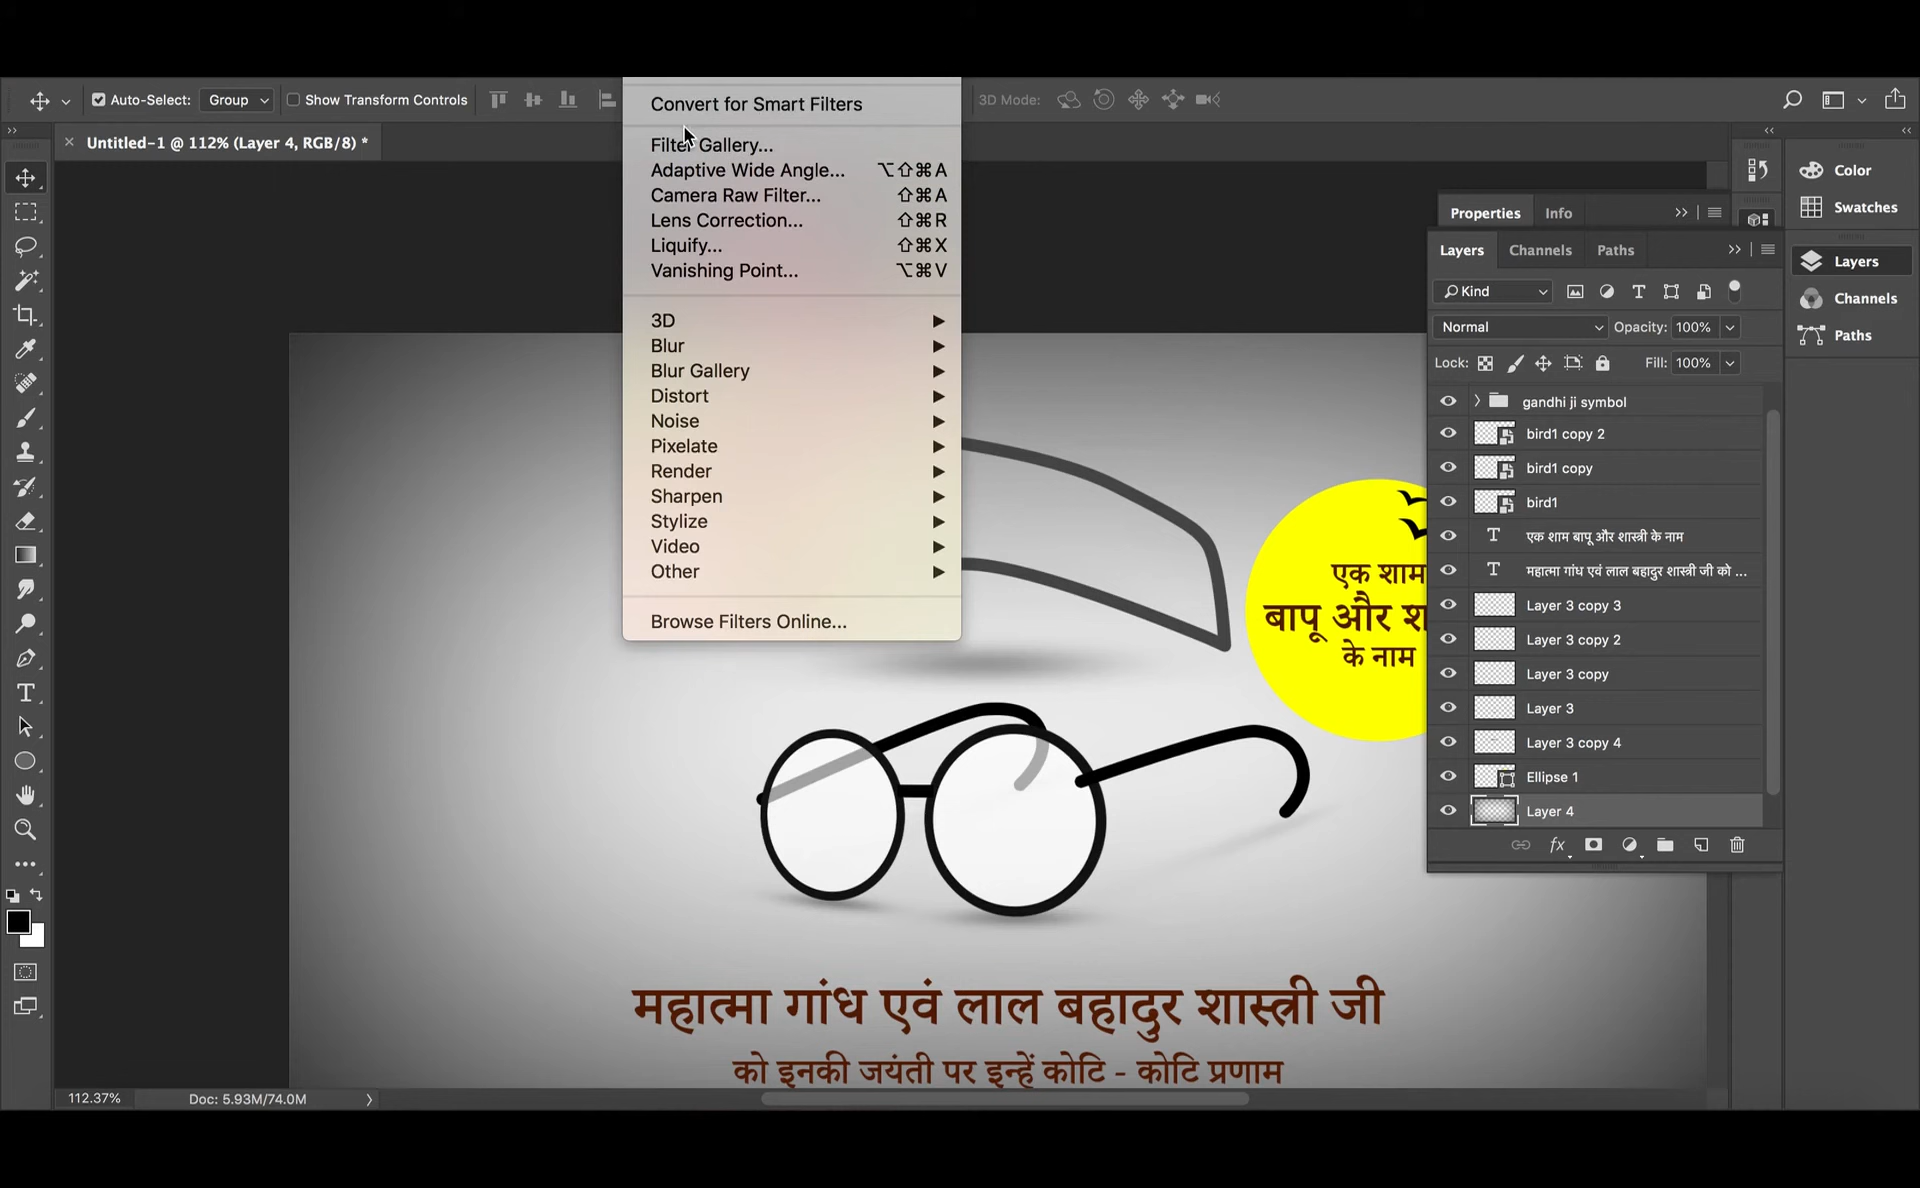 Auto-Select: Group Show Transform Controls 3D Mode:
Untitled-1 @ 112% (Layer 4, RGB/8) *
Convert for Smart Filters
Filter Gallery...
Adaptive Wide Angle... ⌥⇧⌘A
Camera Raw Filter... ⇧⌘A
Lens Correction... ⇧⌘R
Liquify... ⇧⌘X
Vanishing Point... ⌥⌘V
3D
Blur
Blur Gallery
Distort
Noise
Pixelate
Render
Sharpen
Stylize
Video
Other
Browse Filters Online...
एक शाम
बापू और श
के नाम
महात्मा गांध एवं लाल बहादुर शास्त्री जी
को इनकी जयंती पर इन्हें कोटि - कोटि प्रणाम
Properties Info
Layers Channels Paths
Kind
Normal Opacity: 100%
Lock: Fill: 100%
gandhi ji symbol
bird1 copy 2
bird1 copy
bird1
एक शाम बापू और शास्त्री के नाम
महात्मा गांध एवं लाल बहादुर शास्त्री जी को ...
Layer 3 copy 3
Layer 3 copy 2
Layer 3 copy
Layer 3
Layer 3 copy 4
Ellipse 1
Layer 4
fx
Color
Swatches
Layers
Channels
Paths
112.37% Doc: 5.93M/74.0M